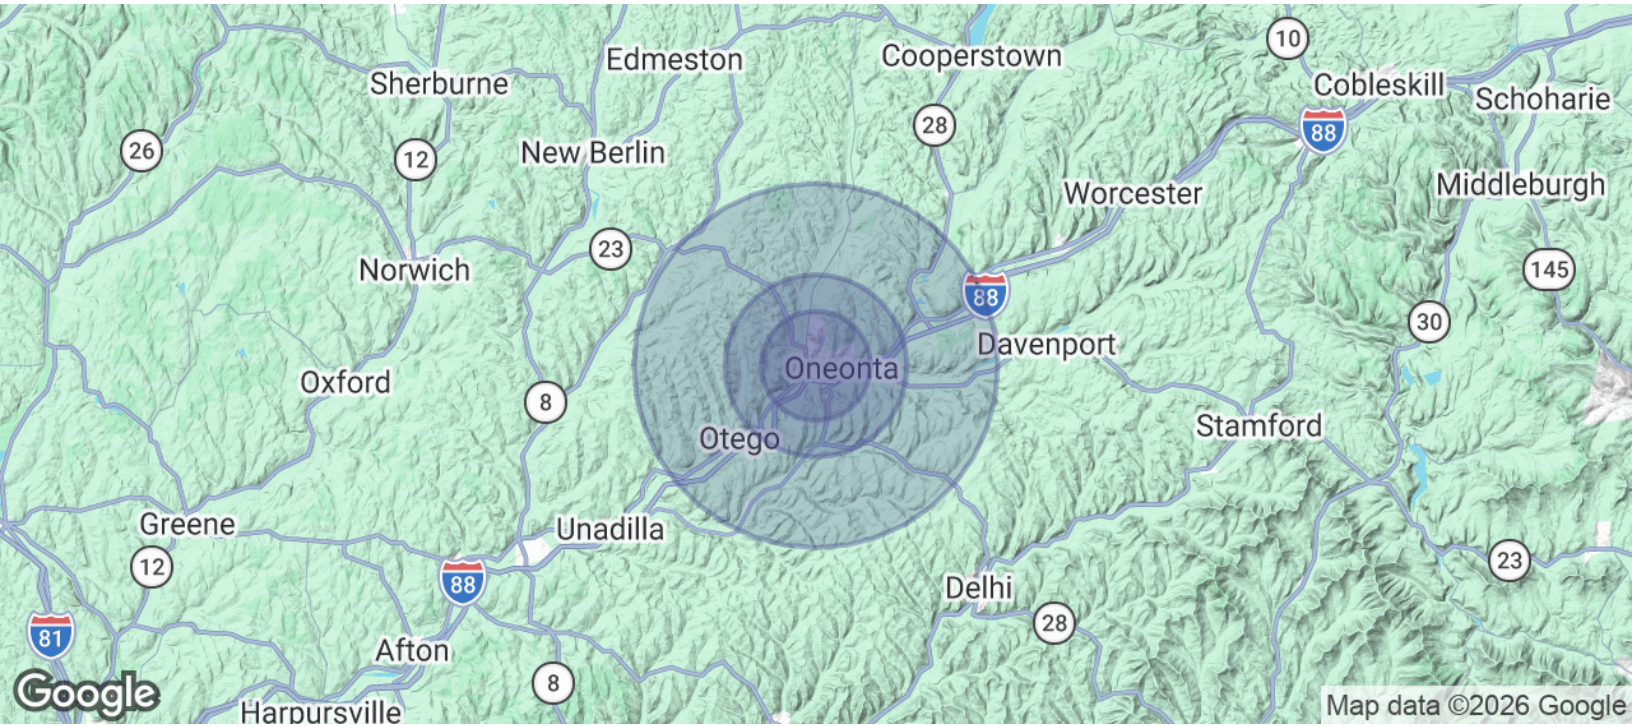 10
Edmeston
Cooperstown
Sherburne
Cobleskill
Schoharie
28
88
26
12
New Berlin
Worcester
Middleburgh
23
Norwich
145
88
30
Davenport
Oneonta
Oxford
8
Stamford
Otego
Greene
Unadilla
23
12
88
Delhi
28
81
Afton
8
Google
Harpursville
Map data ©2026 Google